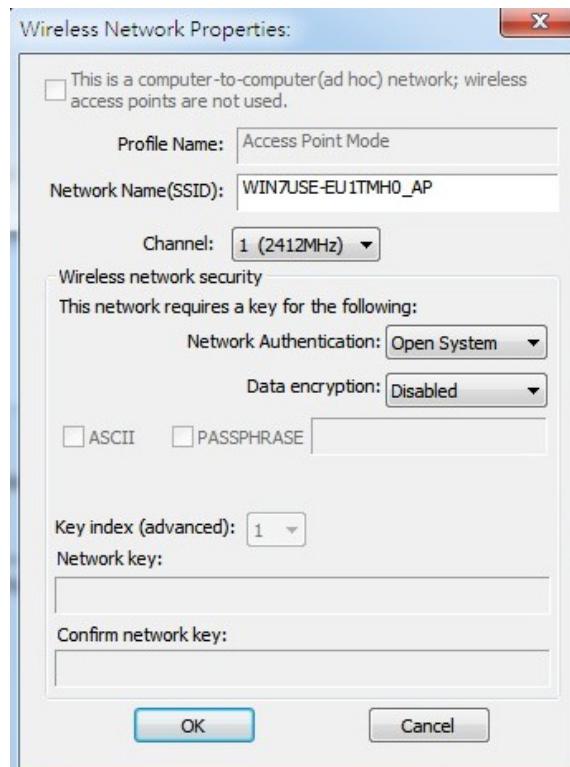 Wireless Network Properties:
This is a computer-to-computer(ad hoc) network; wireless
access points are not used.
Profile Name: Access Point Mode
Network Name(SSID): WIN7USE-EU1TMH0_AP
Channel: 1 (2412MHz)
Wireless network security
This network requires a key for the following:
Network Authentication: Open System
Data encryption: Disabled
ASCII PASSPHRASE
Key index (advanced): 1
Network key:
Confirm network key:
OK Cancel